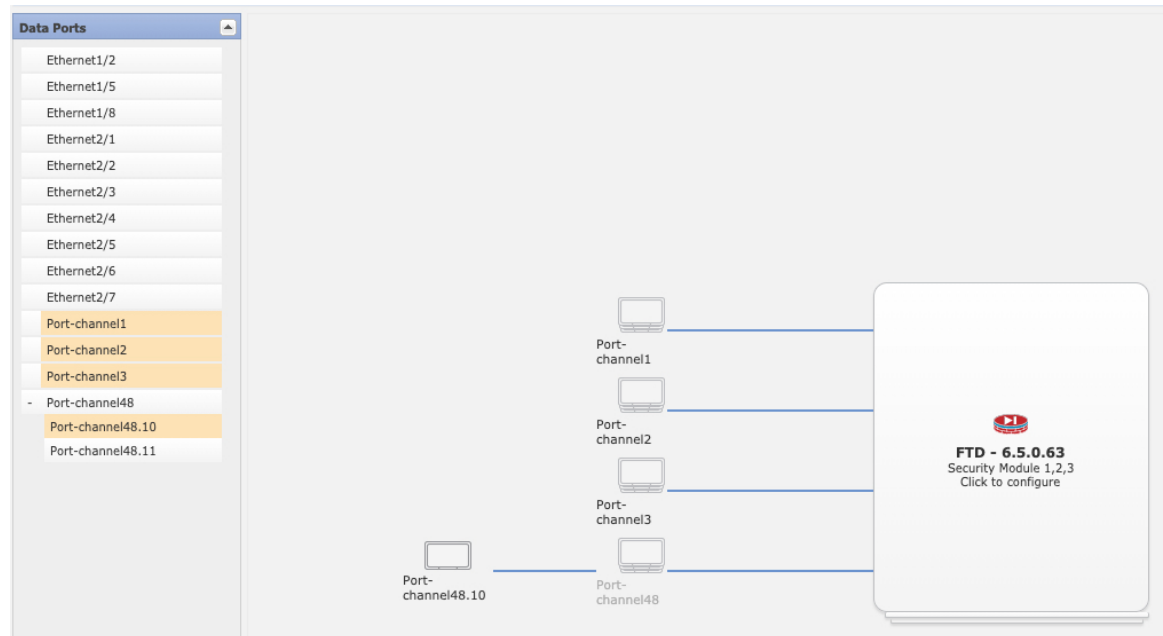 Data Ports
Ethernet1/2
Ethernet1/5
Ethernet1/8
Ethernet2/1
Ethernet2/2
Ethernet2/3
Ethernet2/4
Ethernet2/5
Ethernet2/6
Ethernet2/7
Port-channel1
Port-channel2
Port-channel3
- Port-channel48
Port-channel48.10
Port-channel48.11
Port-
channel1
Port-
channel2
Port-
channel3
Port-
channel48.10
Port-
channel48
FTD - 6.5.0.63
Security Module 1,2,3
Click to configure